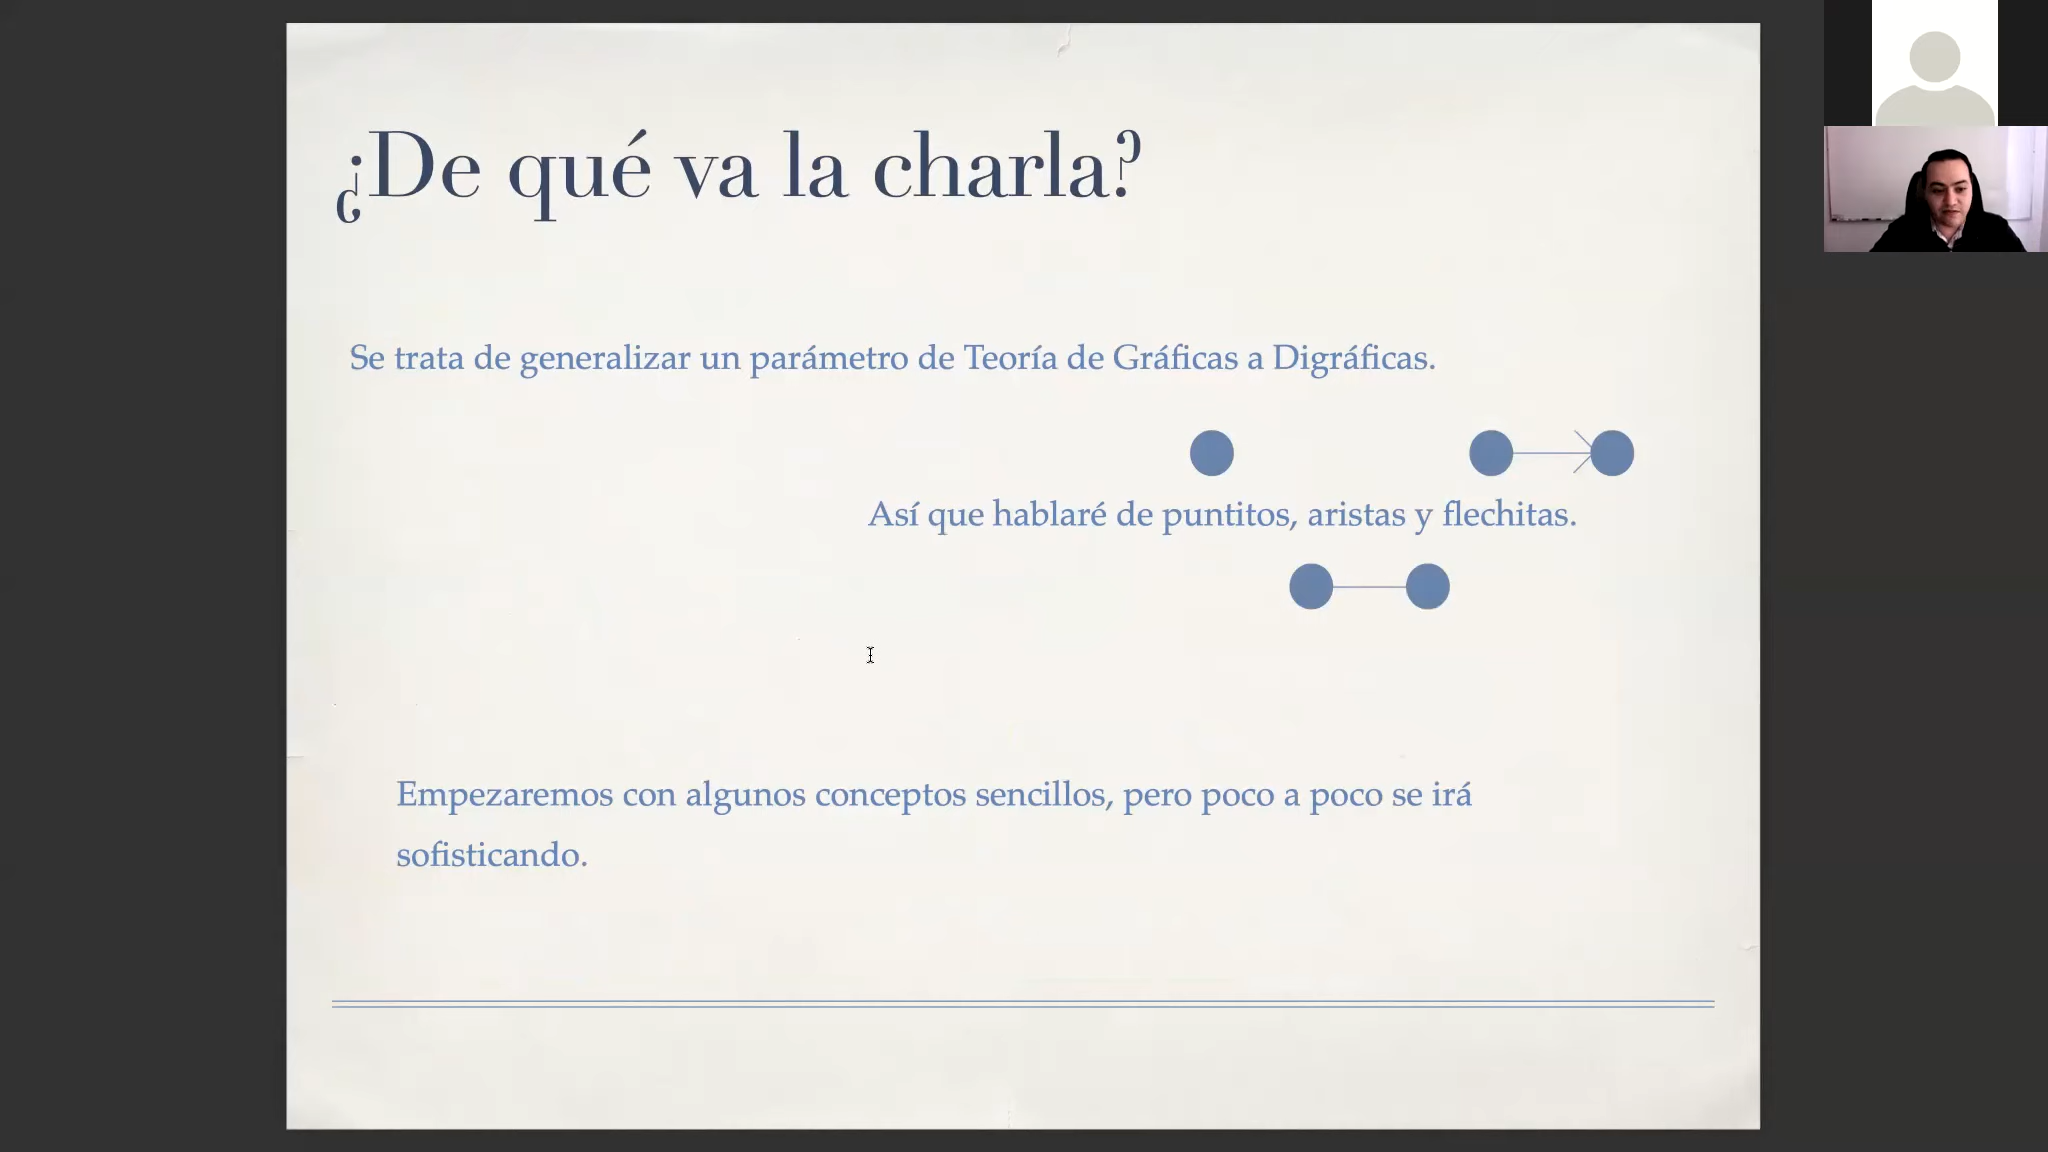 ¿De qué va la charla?
Se trata de generalizar un parámetro de Teoría de Gráficas a Digráficas.
Así que hablaré de puntitos, aristas y flechitas.
Empezaremos con algunos conceptos sencillos, pero poco a poco se irá
sofisticando.